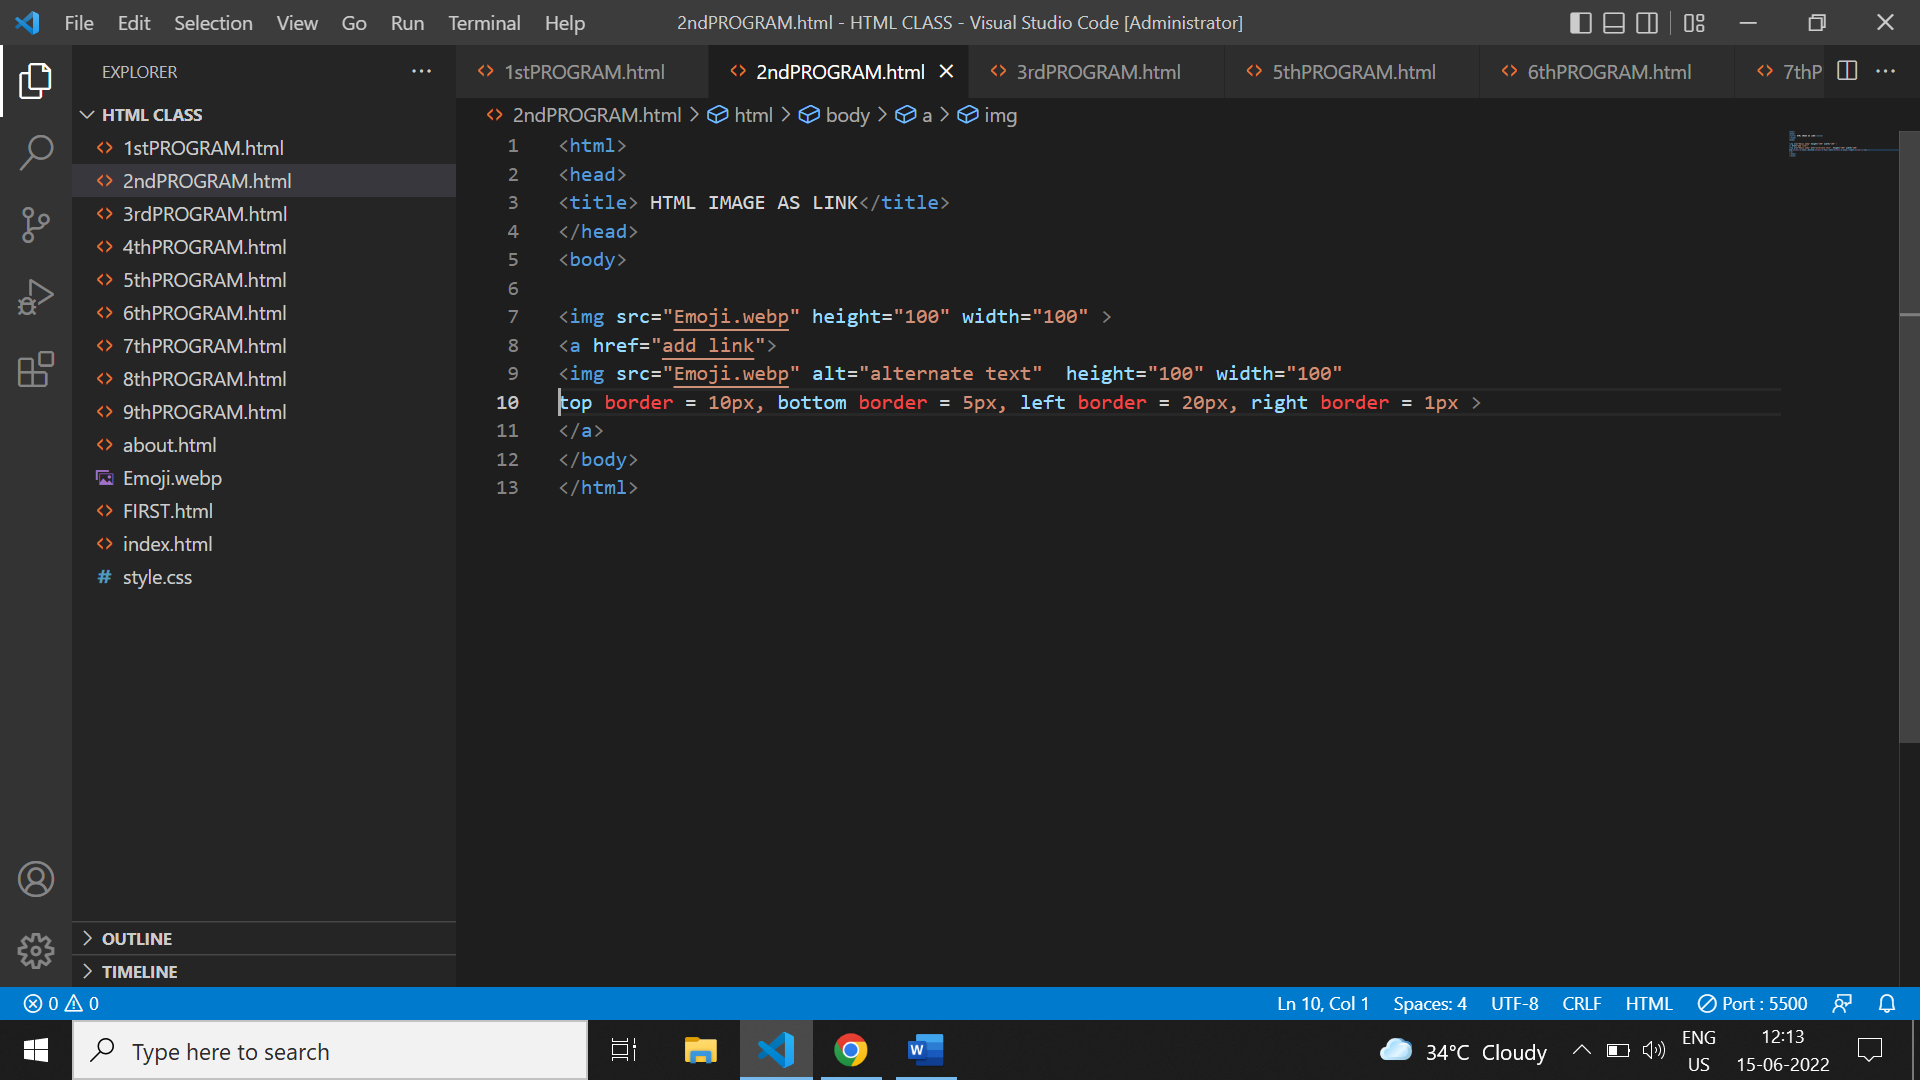 File Edit Selection View Go Run Terminal Help
2ndPROGRAM.html - HTML CLASS - Visual Studio Code [Administrator]
EXPLORER
HTML CLASS
1stPROGRAM.html
2ndPROGRAM.html
3rdPROGRAM.html
4thPROGRAM.html
5thPROGRAM.html
6thPROGRAM.html
7thPROGRAM.html
8thPROGRAM.html
9thPROGRAM.html
about.html
Emoji.webp
FIRST.html
index.html
# style.css
OUTLINE
TIMELINE
1stPROGRAM.html 2ndPROGRAM.html 3rdPROGRAM.html 5thPROGRAM.html 6thPROGRAM.html 7thP
2ndPROGRAM.html > html > body > a > img
1 <html>
2 <head>
3 <title> HTML IMAGE AS LINK</title>
4 </head>
5 <body>
6
7 <img src="Emoji.webp" height="100" width="100" >
8 <a href="add link">
9 <img src="Emoji.webp" alt="alternate text"  height="100" width="100"
10 top border = 10px, bottom border = 5px, left border = 20px, right border = 1px >
11 </a>
12 </body>
13 </html>
0 0
Ln 10, Col 1 Spaces: 4 UTF-8 CRLF HTML Port : 5500
Type here to search
34°C Cloudy
ENG
US
12:13
15-06-2022